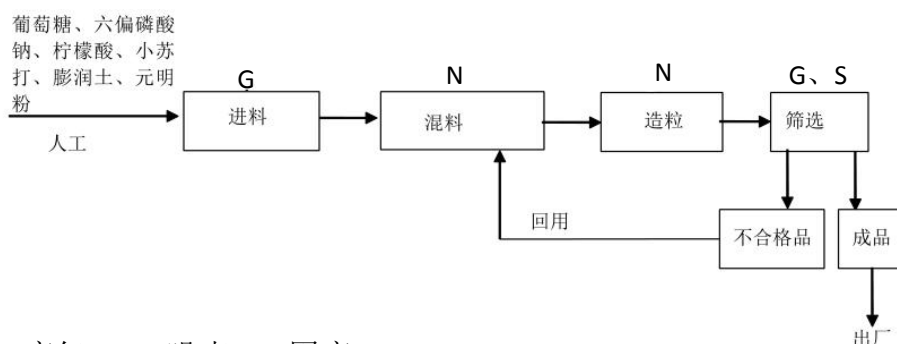 葡萄糖、六偏磷酸
钠、柠檬酸、小苏
打、膨润土、元明
粉
人工
G
进料
N
混料
N
造粒
G、S
筛选
回用
不合格品
成品
出厂